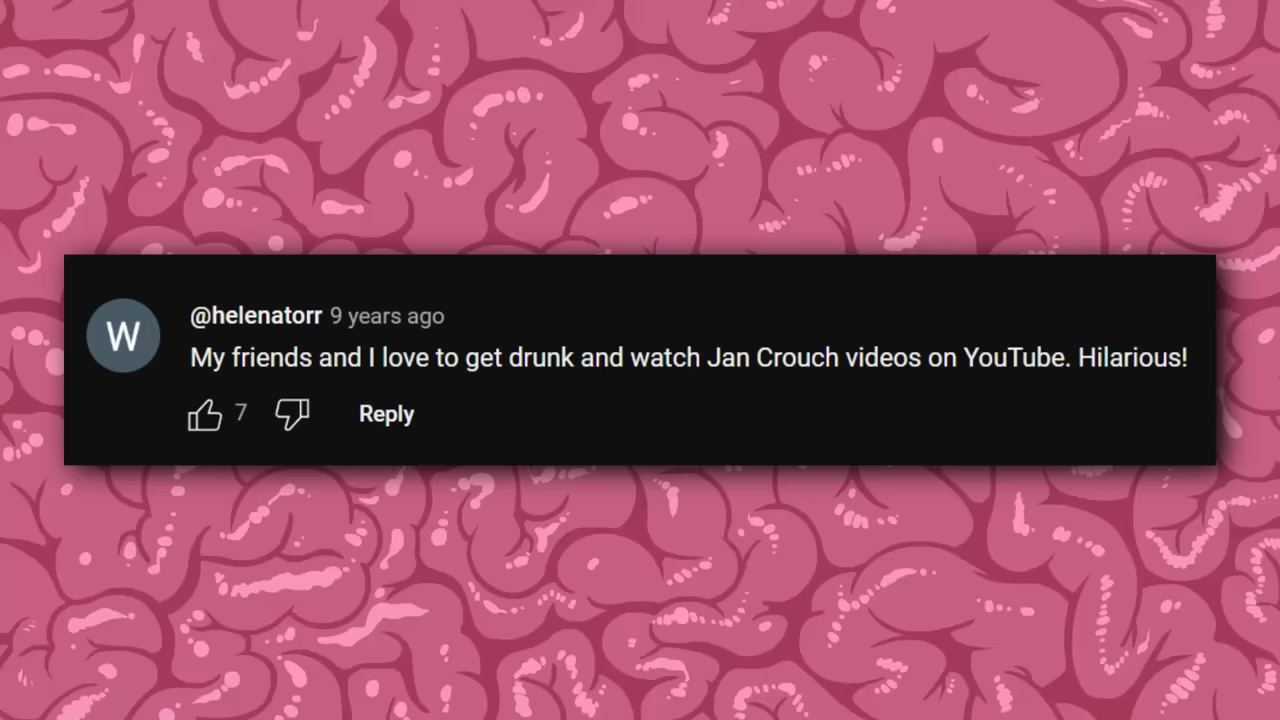 W
@helenatorr 9 years ago
My friends and I love to get drunk and watch Jan Crouch videos on YouTube. Hilarious!
7 Reply